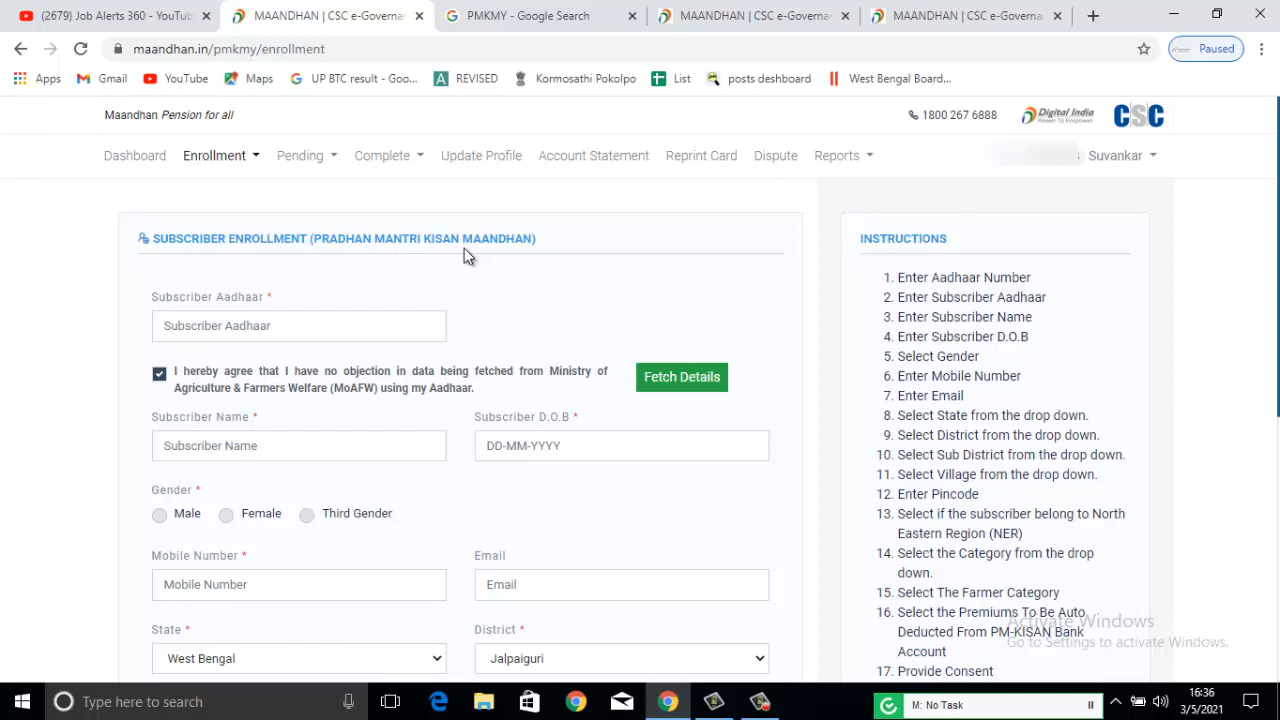 (2679) Job Alerts 360 - YouTu
MAANDHAN | CSC e-Governa
PMKMY - Google Search
MAANDHAN | CSC e-Governa
MAANDHAN | CSC e-Governa
maandhan.in/pmkmy/enrollment
Paused
Apps
Gmail
YouTube
Maps
UP BTC result - Goo...
REVISED
Kormosathi Pokolpo
List
posts deshboard
West Bengal Board...
Maandhan Pension for all
1800 267 6888
Digital India
Power To Empower
CSC
Dashboard
Enrollment
Pending
Complete
Update Profile
Account Statement
Reprint Card
Dispute
Reports
Suvankar
SUBSCRIBER ENROLLMENT (PRADHAN MANTRI KISAN MAANDHAN)
Subscriber Aadhaar *
Subscriber Aadhaar
I hereby agree that I have no objection in data being fetched from Ministry of
Agriculture & Farmers Welfare (MoAFW) using my Aadhaar.
Fetch Details
Subscriber Name *
Subscriber D.O.B *
Subscriber Name
DD-MM-YYYY
Gender *
Male
Female
Third Gender
Mobile Number *
Email
Mobile Number
Email
State *
District *
West Bengal
Jalpaiguri
INSTRUCTIONS
1. Enter Aadhaar Number
2. Enter Subscriber Aadhaar
3. Enter Subscriber Name
4. Enter Subscriber D.O.B
5. Select Gender
6. Enter Mobile Number
7. Enter Email
8. Select State from the drop down.
9. Select District from the drop down.
10. Select Sub District from the drop down.
11. Select Village from the drop down.
12. Enter Pincode
13. Select if the subscriber belong to North
Eastern Region (NER)
14. Select the Category from the drop
down.
15. Select The Farmer Category
16. Select the Premiums To Be Auto
Deducted From PM-KISAN Bank
Account
17. Provide Consent
Activate Windows
Go to Settings to activate Windows.
Type here to search
M: No Task
16:36
3/5/2021